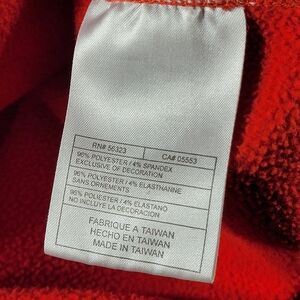 RN# 56323 CA# 05553
96% POLYESTER / 4% SPANDEX
EXCLUSIVE OF DECORATION
96% POLYESTER / 4% ELASTHANNE
SANS ORNEMENTS
96% POLIESTER / 4% ELASTANO
NO INCLUYE LA DECORACION
FABRIQUE A TAIWAN
HECHO EN TAIWAN
MADE IN TAIWAN